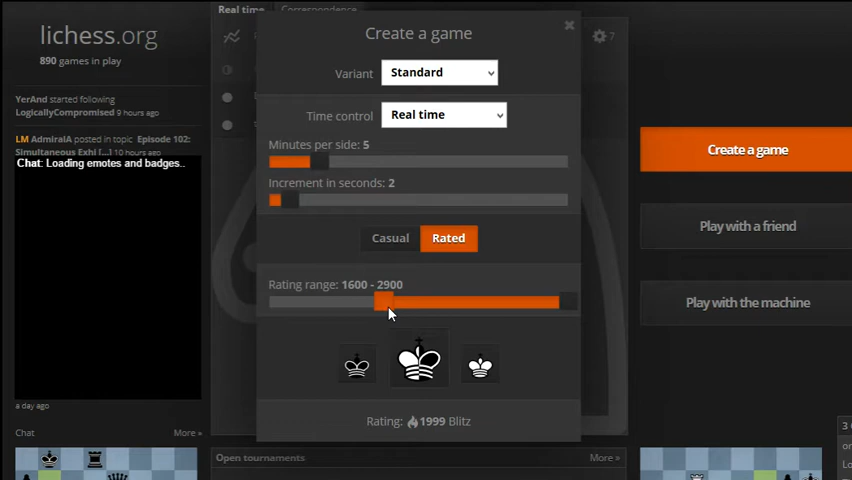 Real time
Correspondence
lichess.org
890 games in play
Create a game
7
Variant Standard
YerAnd started following
LogicallyCompromised 9 hours ago
Time control Real time
LM AdmiralA posted in topic Episode 102:
Simultaneous Exhi [...] 10 hours ago
Chat: Loading emotes and badges..
Minutes per side: 5
Create a game
Increment in seconds: 2
Casual
Rated
Play with a friend
Rating range: 1600 - 2900
Play with the machine
a day ago
Rating: 1999 Blitz
Chat
More »
Open tournaments
More »